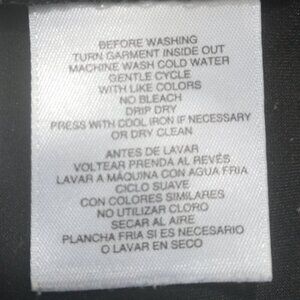 BEFORE WASHING
TURN GARMENT INSIDE OUT
MACHINE WASH COLD WATER
GENTLE CYCLE
WITH LIKE COLORS
NO BLEACH
DRIP DRY
PRESS WITH COOL IRON IF NECESSARY
OR DRY CLEAN
ANTES DE LAVAR
VOLTEAR PRENDA AL REVÉS
LAVAR A MÁQUINA CON AGUA FRIA
CICLO SUAVE
CON COLORES SIMILARES
NO UTILIZAR CLORO
SECAR AL AIRE
PLANCHA FRIA SI ES NECESARIO
O LAVAR EN SECO